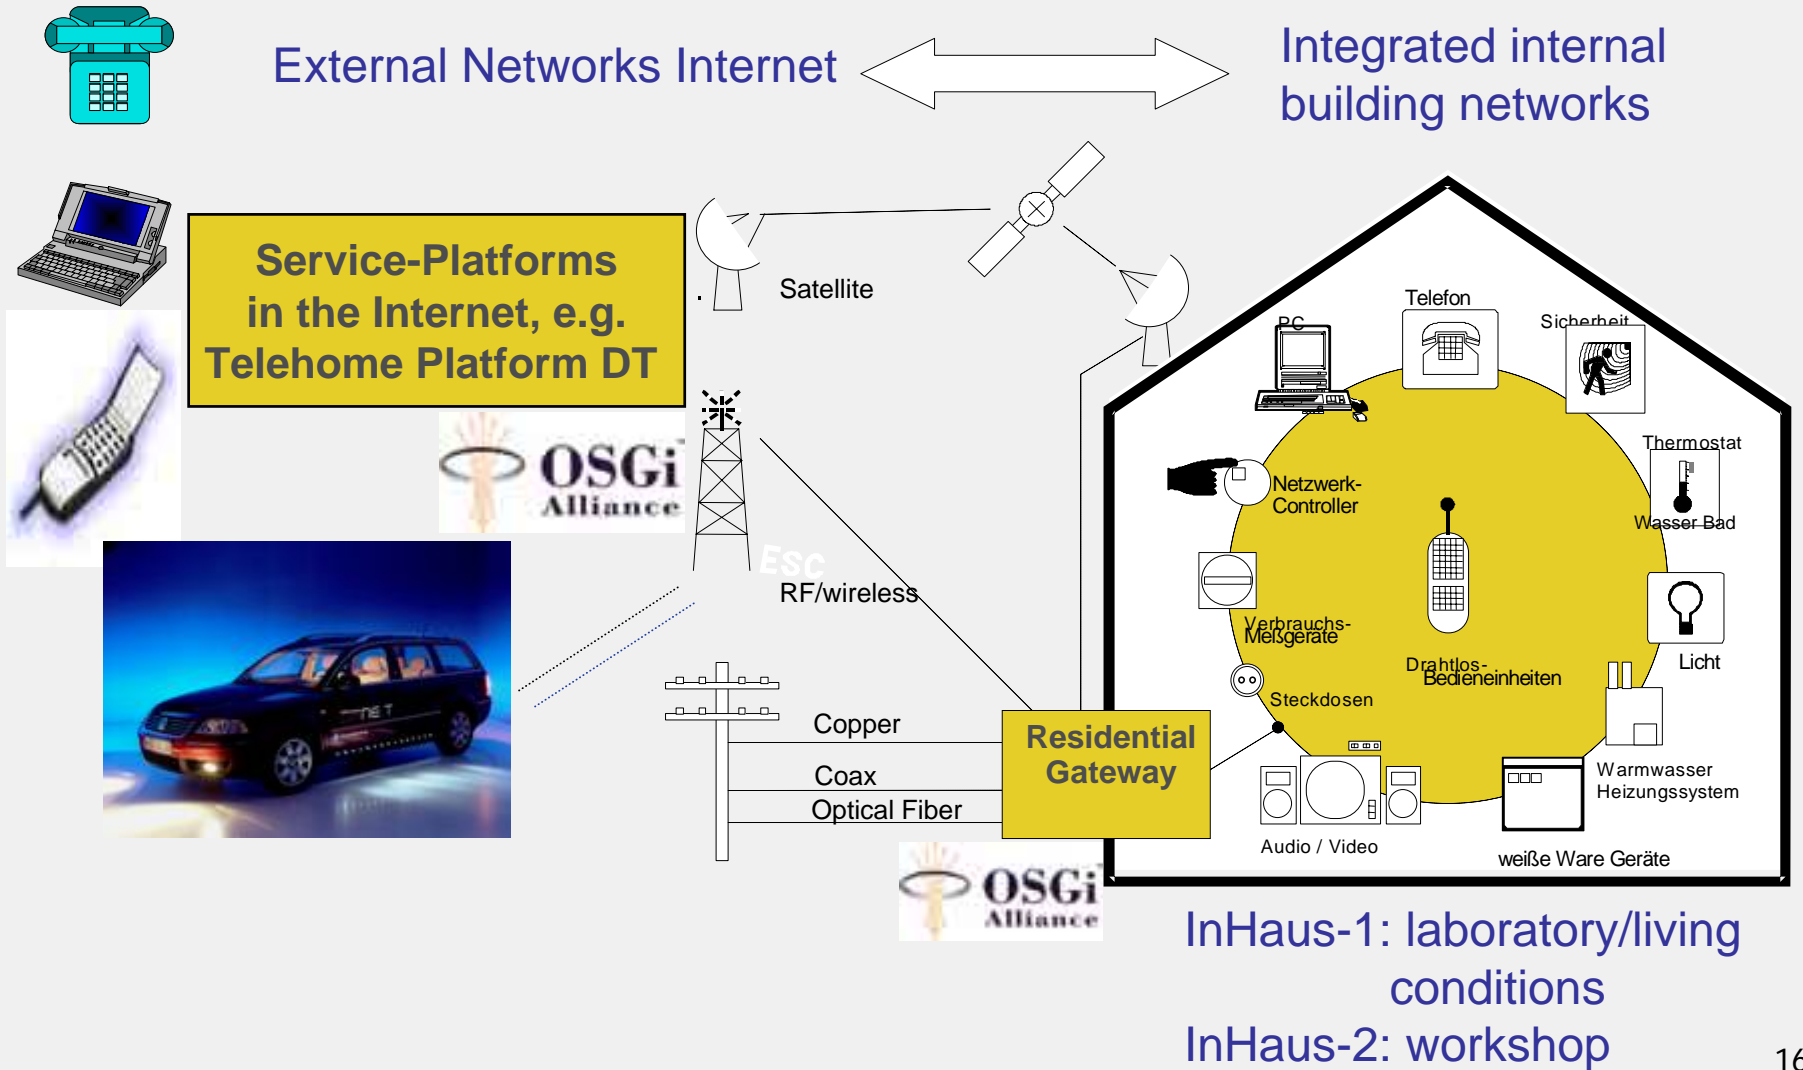 External Networks Internet
Integrated internal
building networks
Service-Platforms
in the Internet, e.g.
Telehome Platform DT
Satellite
OSGi
Alliance
ESC
RF/wireless
NET
Copper
Coax
Optical Fiber
Residential
Gateway
OSGi
Alliance
PC
Telefon
Sicherheit
Thermostat
Wasser Bad
Netzwerk-
Controller
Verbrauchs-
Meßgeräte
Drahtlos-
Bedieneinheiten
Licht
Steckdosen
Warmwasser
Heizungssystem
Audio / Video
weiße Ware Geräte
InHaus-1: laboratory/living
conditions
InHaus-2: workshop
16